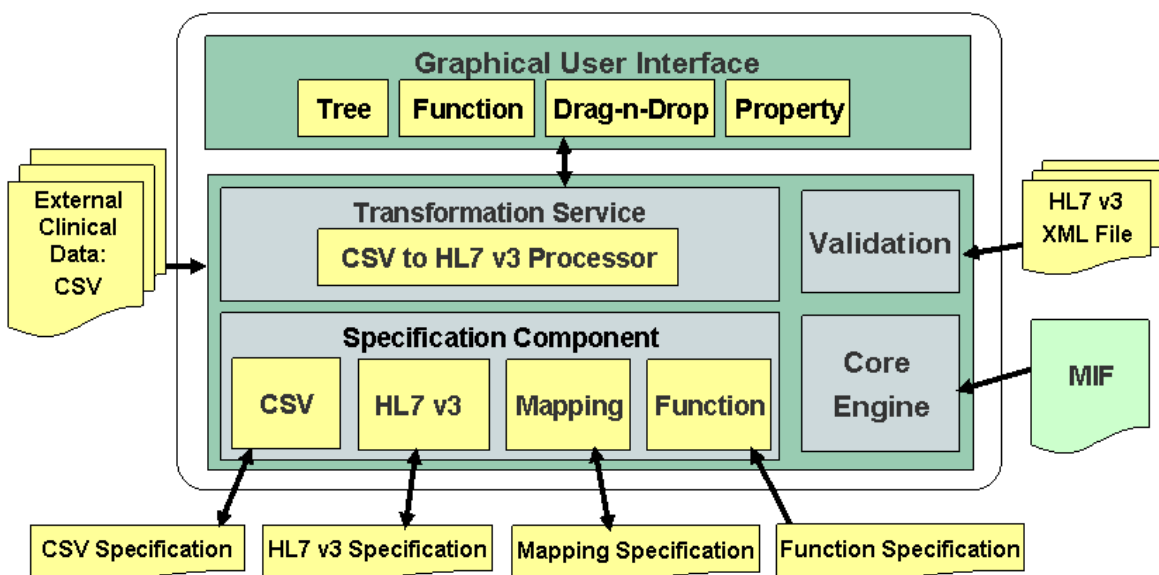 Graphical User Interface
Tree
Function
Drag-n-Drop
Property
External
Clinical
Data:
CSV
Transformation Service
CSV to HL7 v3 Processor
Validation
HL7 v3
XML File
Specification Component
CSV
HL7 v3
Mapping
Function
Core
Engine
MIF
CSV Specification
HL7 v3 Specification
Mapping Specification
Function Specification